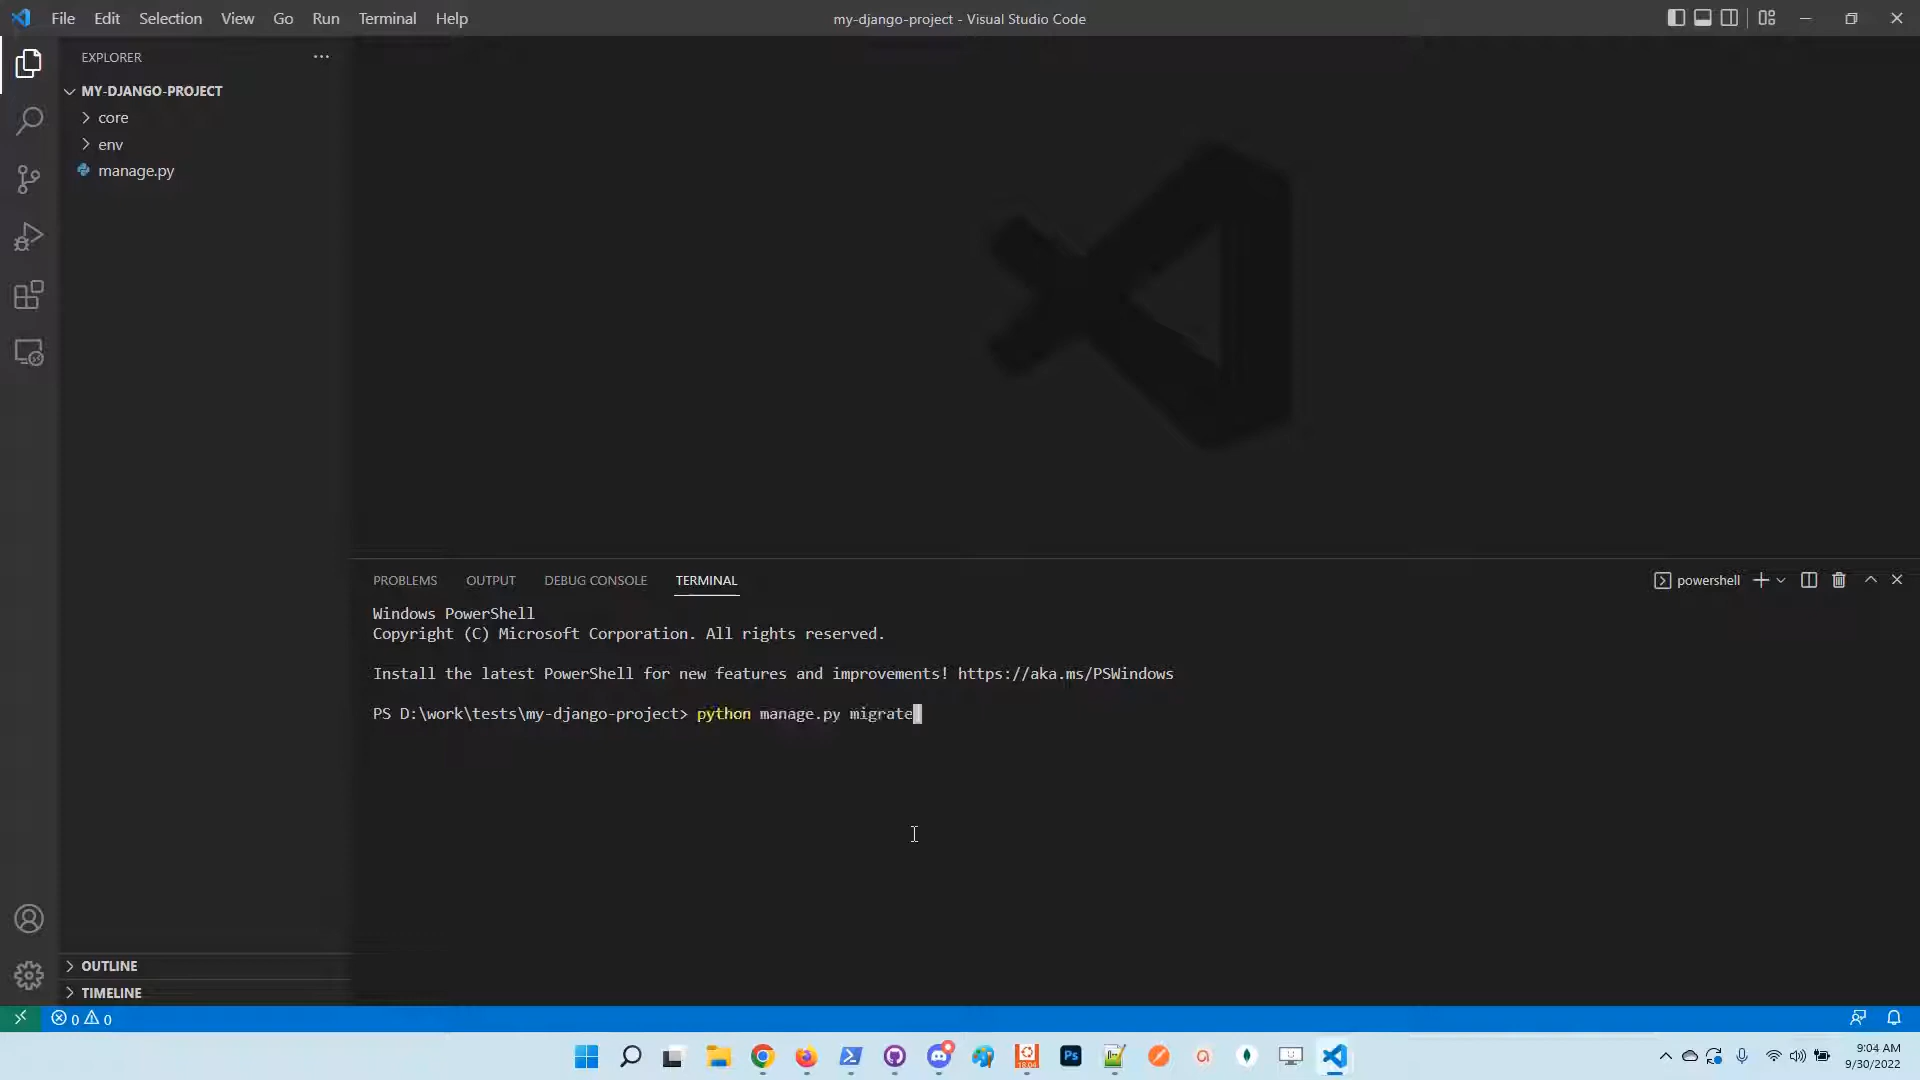 File Edit Selection View Go Run Terminal Help
my-django-project - Visual Studio Code
EXPLORER
MY-DJANGO-PROJECT
core
env
manage.py
OUTLINE
TIMELINE
PROBLEMS OUTPUT DEBUG CONSOLE TERMINAL
powershell
Windows PowerShell
Copyright (C) Microsoft Corporation. All rights reserved.
Install the latest PowerShell for new features and improvements! https://aka.ms/PSWindows
PS D:\work\tests\my-django-project> python manage.py migrate
0 0
Ps
18.04
9:04 AM
9/30/2022